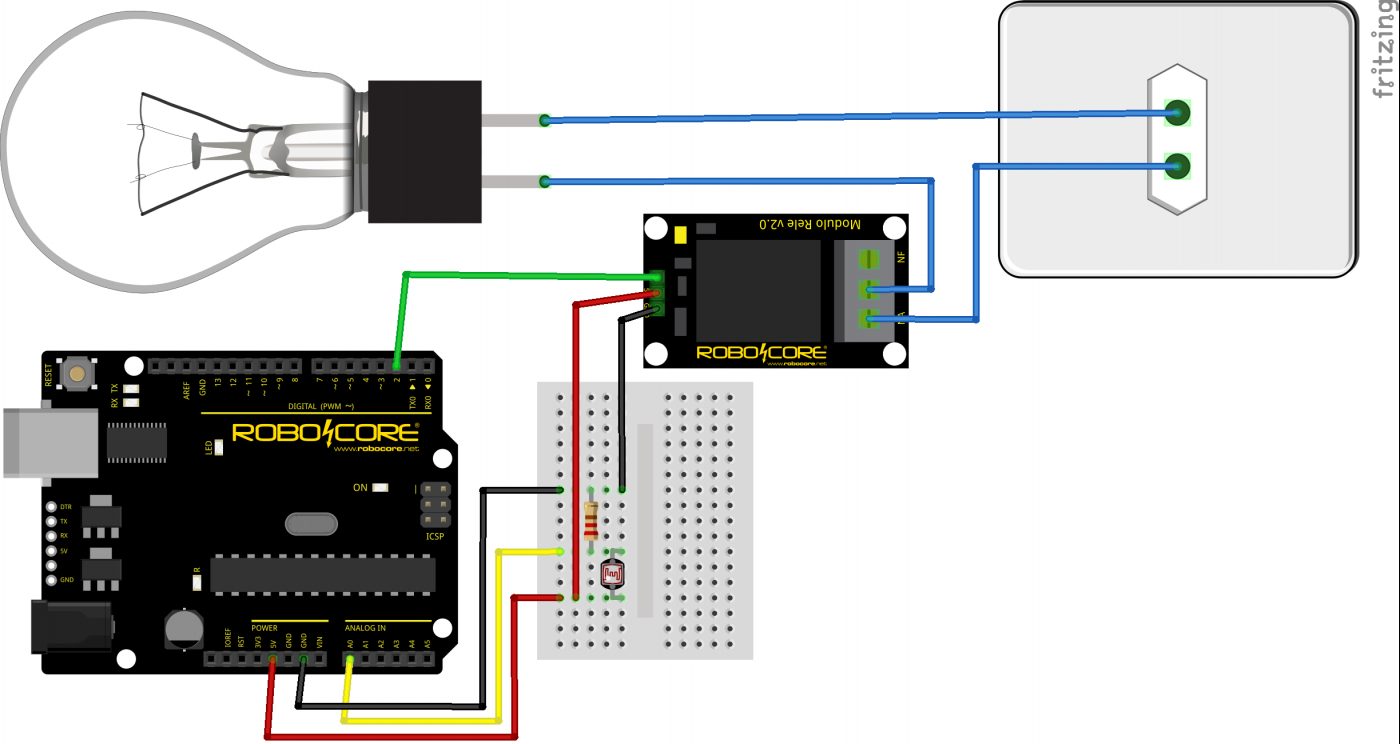 fritzing
Modulo Rele v2.0
NF
NA
G
ROBOCORE
www.robocore.net
RESET
TX
RX
AREF
GND
13
12
~11
~10
~9
8
7
~6
~5
4
~3
2
TX0 ▶ 1
RX0 ◀ 0
DIGITAL (PWM ~)
ROBOCORE®
www.robocore.net
LED
ON
ICSP
DTR
TX
RX
5V
GND
R
POWER
ANALOG IN
IOREF
RST
3V3
5V
GND
GND
VIN
A0
A1
A2
A3
A4
A5